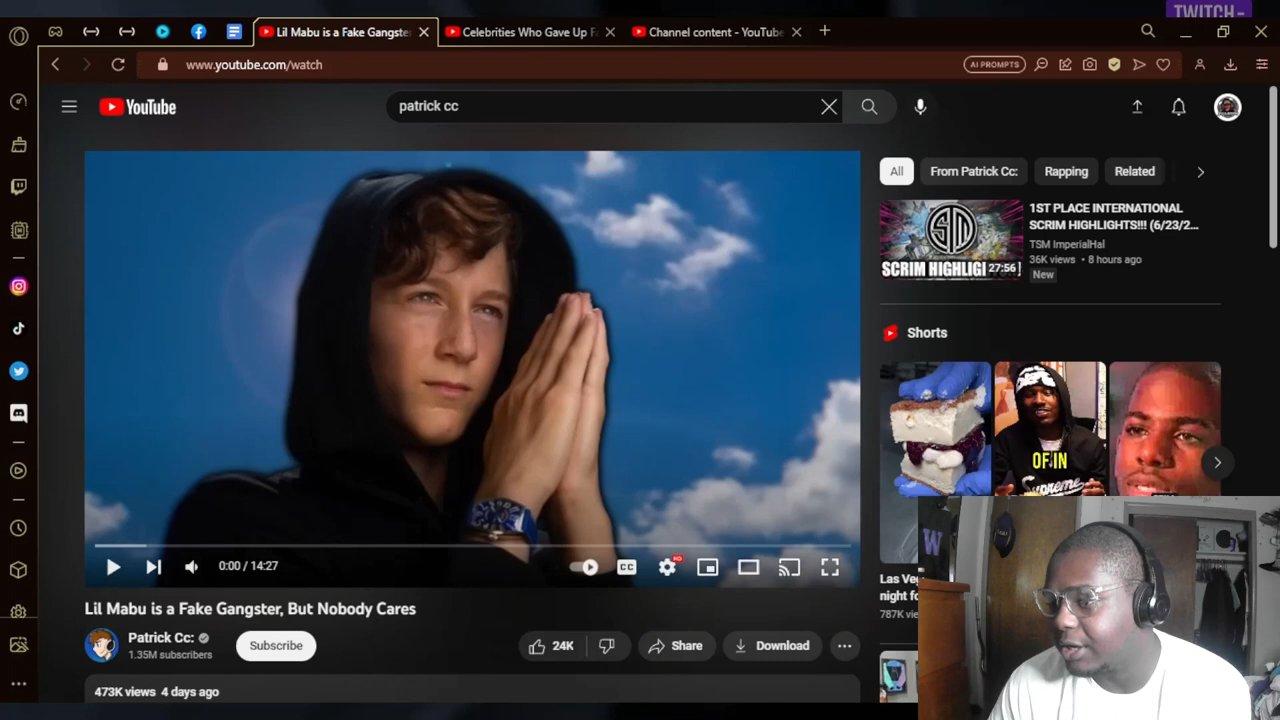 TWITCH-
Lil Mabu is a Fake Gangster
Celebrities Who Gave Up F
Channel content - YouTube
www.youtube.com/watch
AI PROMPTS
YouTube
patrick cc
All
From Patrick Cc:
Rapping
Related
1ST PLACE INTERNATIONAL
SCRIM HIGHLIGHTS!!! (6/23/2...
TSM ImperialHal
36K views • 8 hours ago
New
SCRIM HIGHLIGH
27:56
Shorts
OF IN
Supreme
W
0:00 / 14:27
CC
HD
Lil Mabu is a Fake Gangster, But Nobody Cares
Las Ve
night fo
787K vie
Patrick Cc:
1.35M subscribers
Subscribe
24K
Share
Download
473K views 4 days ago